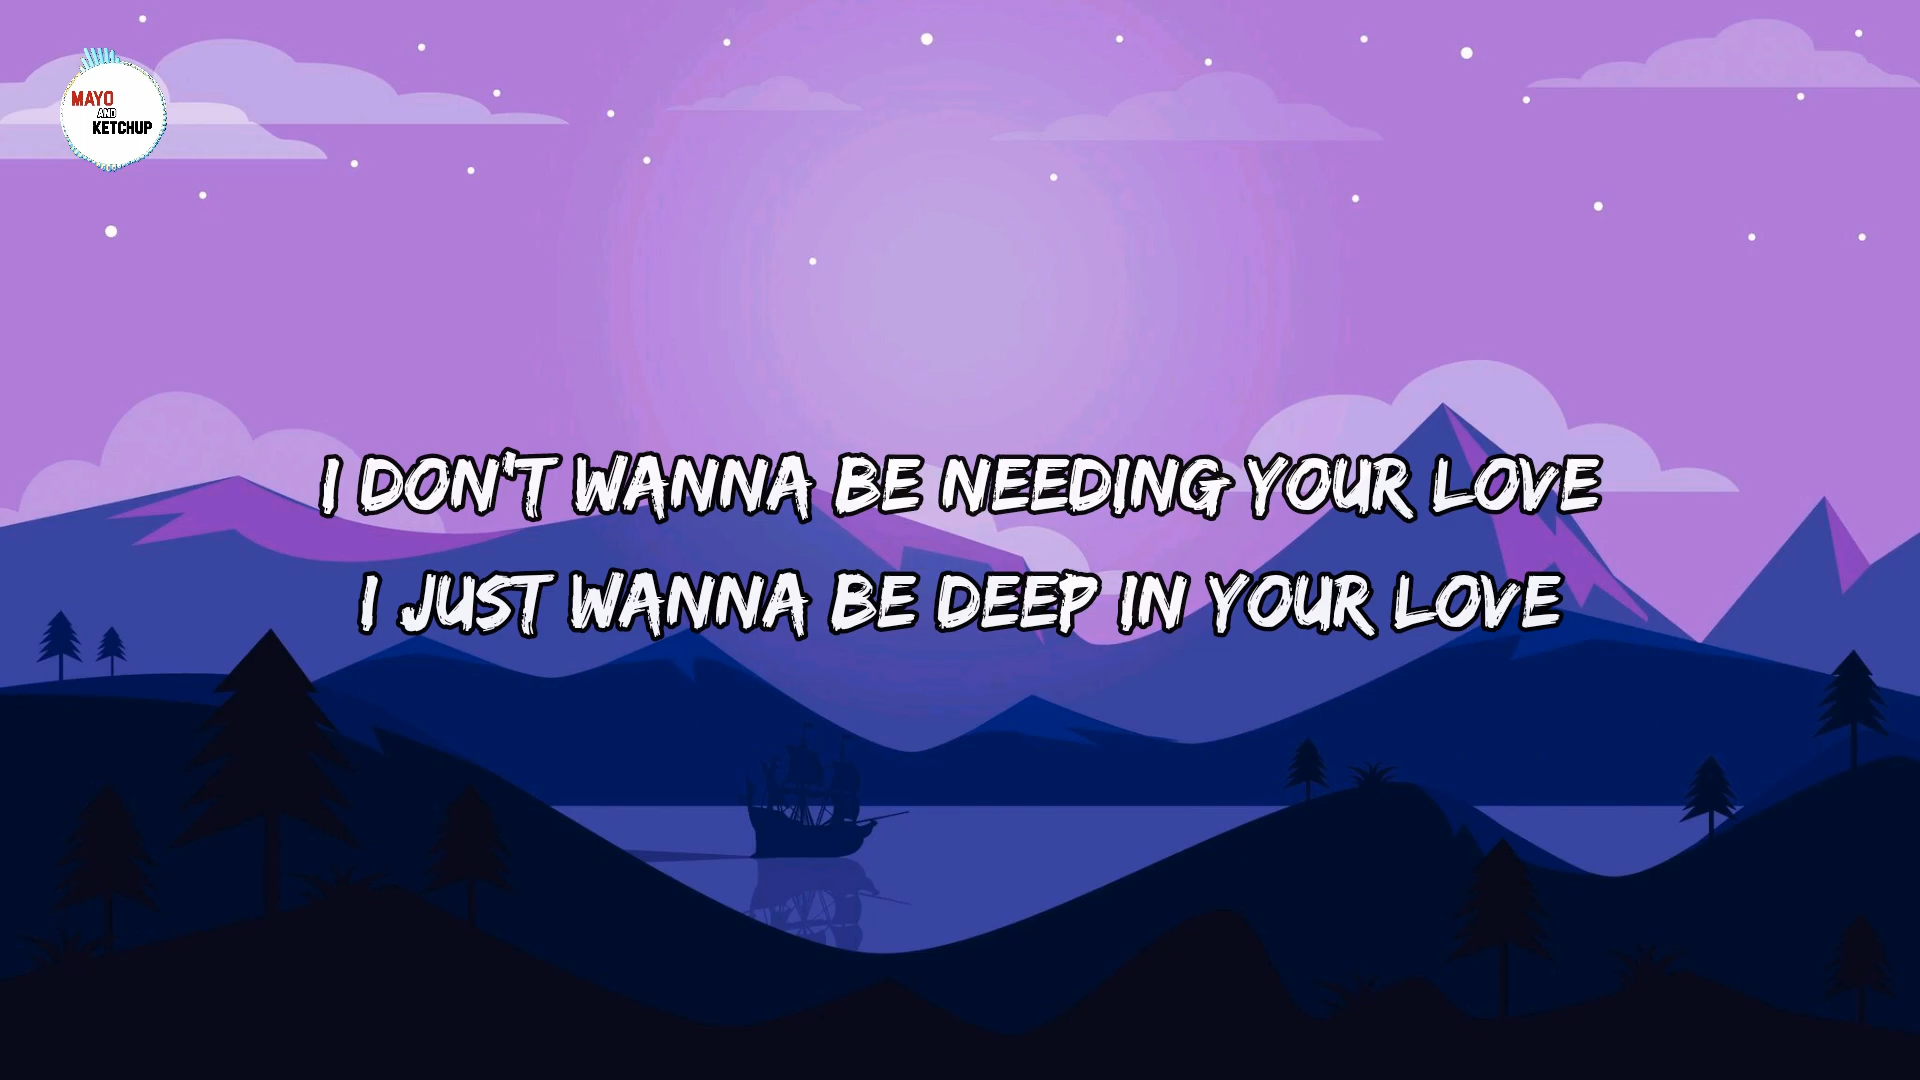 MAYO
AND
KETCHUP
I DON'T WANNA BE NEEDING YOUR LOVE
I JUST WANNA BE DEEP IN YOUR LOVE